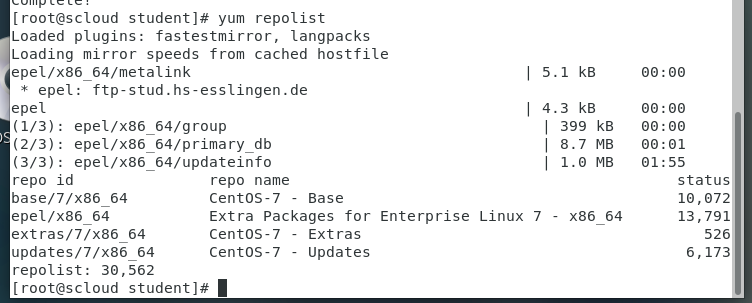 Complete!
[root@scloud student]# yum repolist
Loaded plugins: fastestmirror, langpacks
Loading mirror speeds from cached hostfile
epel/x86_64/metalink | 5.1 kB 00:00
* epel: ftp-stud.hs-esslingen.de
epel | 4.3 kB 00:00
(1/3): epel/x86_64/group | 399 kB 00:00
(2/3): epel/x86_64/primary_db | 8.7 MB 00:01
(3/3): epel/x86_64/updateinfo | 1.0 MB 01:55
repo id repo name status
base/7/x86_64 CentOS-7 - Base 10,072
epel/x86_64 Extra Packages for Enterprise Linux 7 - x86_64 13,791
extras/7/x86_64 CentOS-7 - Extras 526
updates/7/x86_64 CentOS-7 - Updates 6,173
repolist: 30,562
[root@scloud student]#